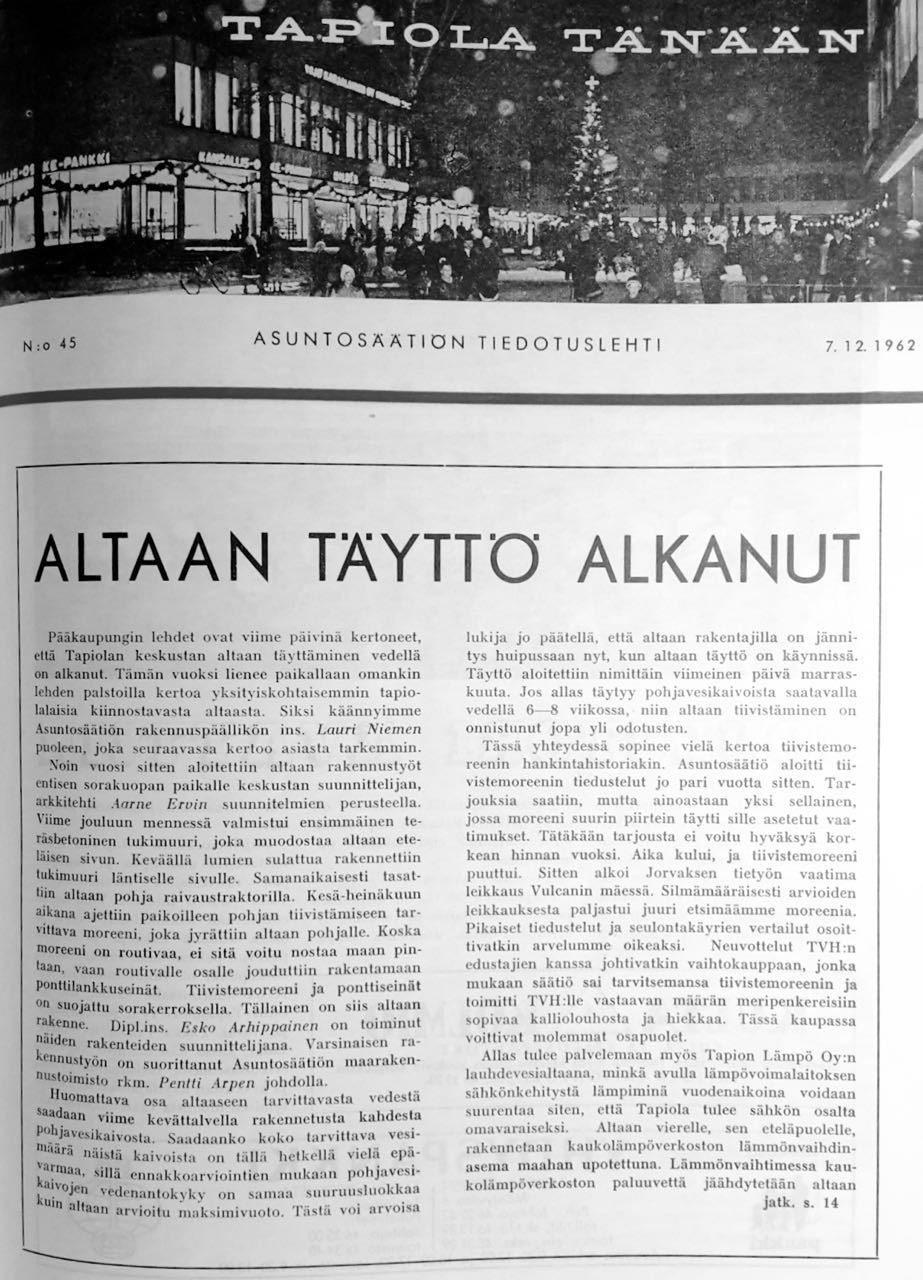 TAPIOLA TÄNÄÄN
KE-PANKKI
KANSALLIS-O KE-
N:o 45
ASUNTOSÄÄTIÖN TIEDOTUSLEHTI
7. 12. 1962
ALTAAN TÄYTTÖ ALKANUT
Pääkaupungin lehdet ovat viime päivinä kertoneet,
että Tapiolan keskustan altaan täyttäminen vedellä
on alkanut. Tämän vuoksi lienee paikallaan omankin
lehden palstoilla kertoa yksityiskohtaisemmin tapio-
lalaisia kiinnostavasta altaasta. Siksi käännyimme
Asuntosäätiön rakennuspäällikön ins. Lauri Niemen
puoleen, joka seuraavassa kertoo asiasta tarkemmin.
Noin vuosi sitten aloitettiin altaan rakennustyöt
entisen sorakuopan paikalle keskustan suunnittelijan,
arkkitehti Aarne Ervin suunnitelmien perusteella.
Viime jouluun mennessä valmistui ensimmäinen te-
räsbetoninen tukimuuri, joka muodostaa altaan ete-
läisen sivun. Keväällä lumien sulattua rakennettiin
tukimuuri läntiselle sivulle. Samanaikaisesti tasat-
tiin altaan pohja raivaustraktorilla. Kesä-heinäkuun
aikana ajettiin paikoilleen pohjan tiivistämiseen tar-
vittava moreeni, joka jyrättiin altaan pohjalle. Koska
moreeni on routivaa, ei sitä voitu nostaa maan pin-
taan, vaan routivalle osalle jouduttiin rakentamaan
ponttilankkuseinät. Tiivistemoreeni ja ponttiseinät
on suojattu sorakerroksella. Tällainen on siis altaan
rakenne. Dipl.ins. Esko Arhippainen on toiminut
näiden rakenteiden suunnittelijana. Varsinaisen ra-
kennustyön on suorittanut Asuntosäätiön maaraken-
nustoimisto rkm. Pentti Arpen johdolla.
Huomattava osa altaaseen tarvittavasta vedestä
saadaan viime kevättalvella rakennetusta kahdesta
pohjavesikaivosta. Saadaanko koko tarvittava vesi-
määrä näistä kaivoista on tällä hetkellä vielä epä-
varmaa, sillä ennakkoarviointien mukaan pohjavesi-
kaivojen vedenantokyky on samaa suuruusluokkaa
kuin altaan arvioitu maksimivuoto. Tästä voi arvoisa
lukija jo päätellä, että altaan rakentajilla on jänni-
tys huipussaan nyt, kun altaan täyttö on käynnissä.
Täyttö aloitettiin nimittäin viimeinen päivä marras-
kuuta. Jos allas täytyy pohjavesikaivoista saatavalla
vedellä 6—8 viikossa, niin altaan tiivistäminen on
onnistunut jopa yli odotusten.
Tässä yhteydessä sopinee vielä kertoa tiivistemo-
reenin hankintahistoriakin. Asuntosäätiö aloitti tii-
vistemoreenin tiedustelut jo pari vuotta sitten. Tar-
jouksia saatiin, mutta ainoastaan yksi sellainen,
jossa moreeni suurin piirtein täytti sille asetetut vaa-
timukset. Tätäkään tarjousta ei voitu hyväksyä kor-
kean hinnan vuoksi. Aika kului, ja tiivistemoreeni
puuttui. Sitten alkoi Jorvaksen tietyön vaatima
leikkaus Vulcanin mäessä. Silmämääräisesti arvioiden
leikkauksesta paljastui juuri etsimäämme moreenia.
Pikaiset tiedustelut ja seulontakäyrien vertailut osoit-
tivatkin arvelumme oikeaksi. Neuvottelut TVH:n
edustajien kanssa johtivatkin vaihtokauppaan, jonka
mukaan säätiö sai tarvitsemansa tiivistemoreenin ja
toimitti TVH:lle vastaavan määrän meripenkereisiin
sopivaa kalliolouhosta ja hiekkaa. Tässä kaupassa
voittivat molemmat osapuolet.
Allas tulee palvelemaan myös Tapion Lämpö Oy:n
lauhdevesialtaana, minkä avulla lämpövoimalaitoksen
sähkönkehitystä lämpiminä vuodenaikoina voidaan
suurentaa siten, että Tapiola tulee sähkön osalta
omavaraiseksi. Altaan vierelle, sen eteläpuolelle,
rakennetaan kaukolämpöverkoston lämmönvaihdin-
asema maahan upotettuna. Lämmönvaihtimessa kau-
kolämpöverkoston paluuvettä jäähdytetään altaan
jatk. s. 14